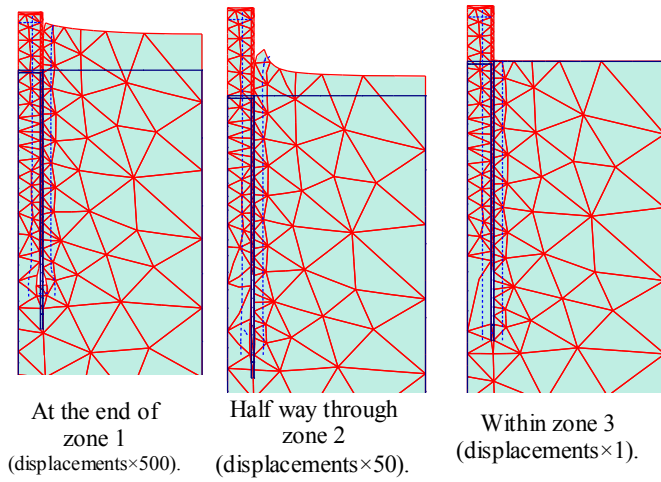 At the end of
zone 1
(displacements×500).
Half way through
zone 2
(displacements×50).
Within zone 3
(displacements×1).